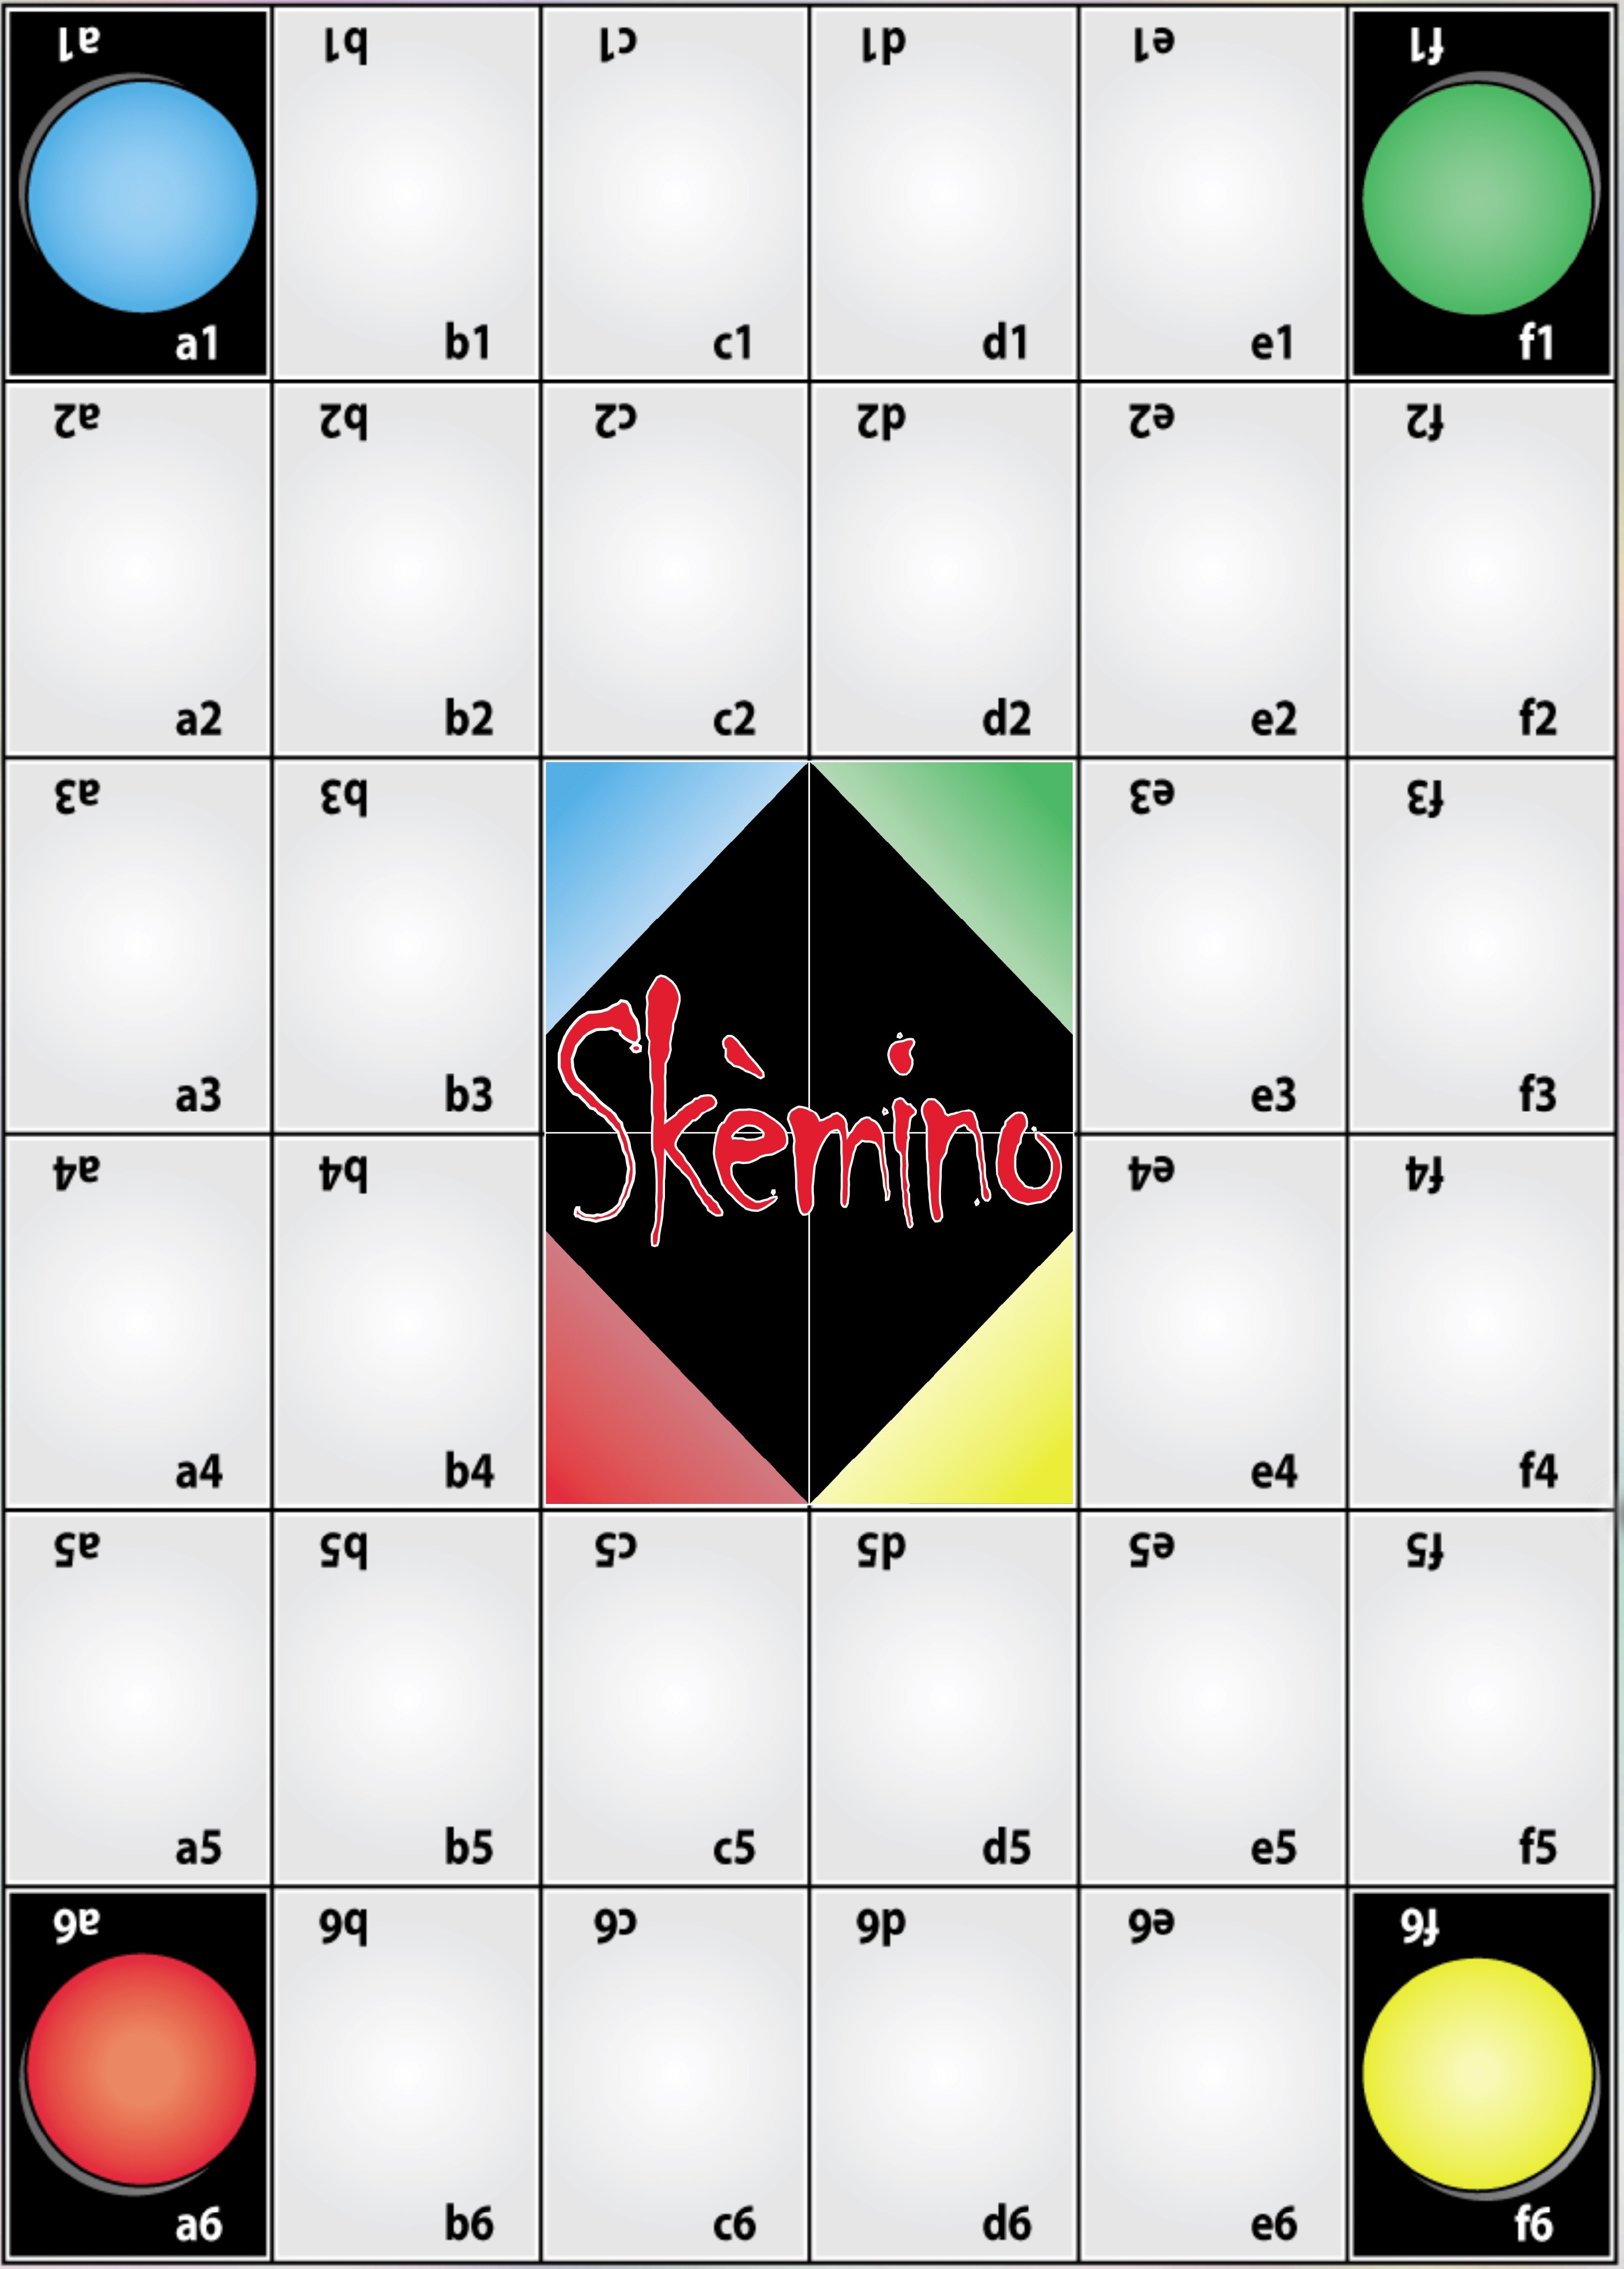 a1 b1 c1 d1 e1 f1
a1 b1 c1 d1 e1 f1
a2 b2 c2 d2 e2 f2
a2 b2 c2 d2 e2 f2
a3 b3 e3 f3
Skèmino
a3 b3 e3 f3
a4 b4 e4 f4
a4 b4 e4 f4
a5 b5 c5 d5 e5 f5
a5 b5 c5 d5 e5 f5
a6 b6 c6 d6 e6 f6
a6 b6 c6 d6 e6 f6